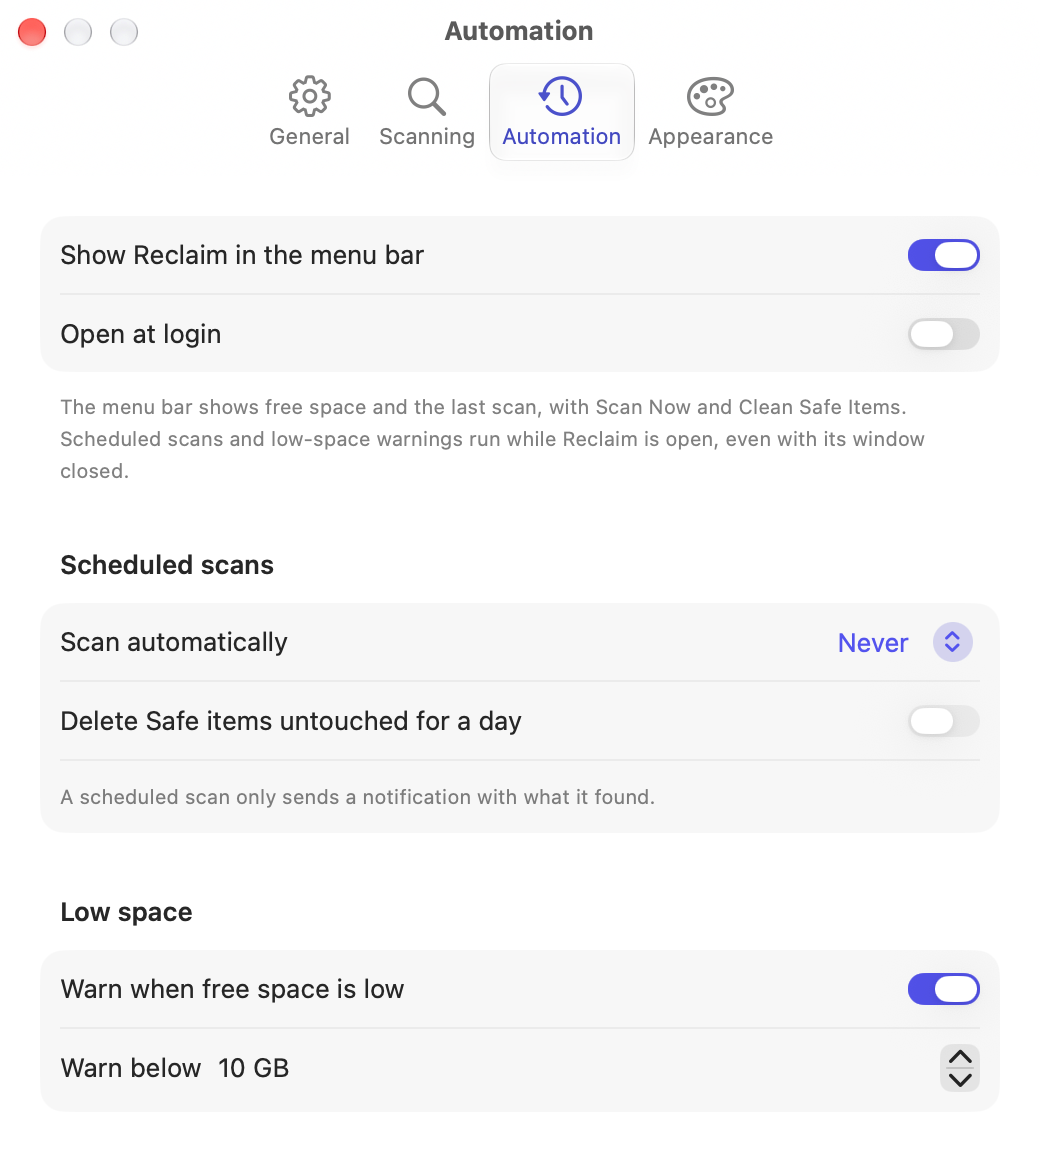 Automation
General
Scanning
Automation
Appearance
Show Reclaim in the menu bar
Open at login
The menu bar shows free space and the last scan, with Scan Now and Clean Safe Items.
Scheduled scans and low-space warnings run while Reclaim is open, even with its window
closed.
Scheduled scans
Scan automatically Never
Delete Safe items untouched for a day
A scheduled scan only sends a notification with what it found.
Low space
Warn when free space is low
Warn below 10 GB